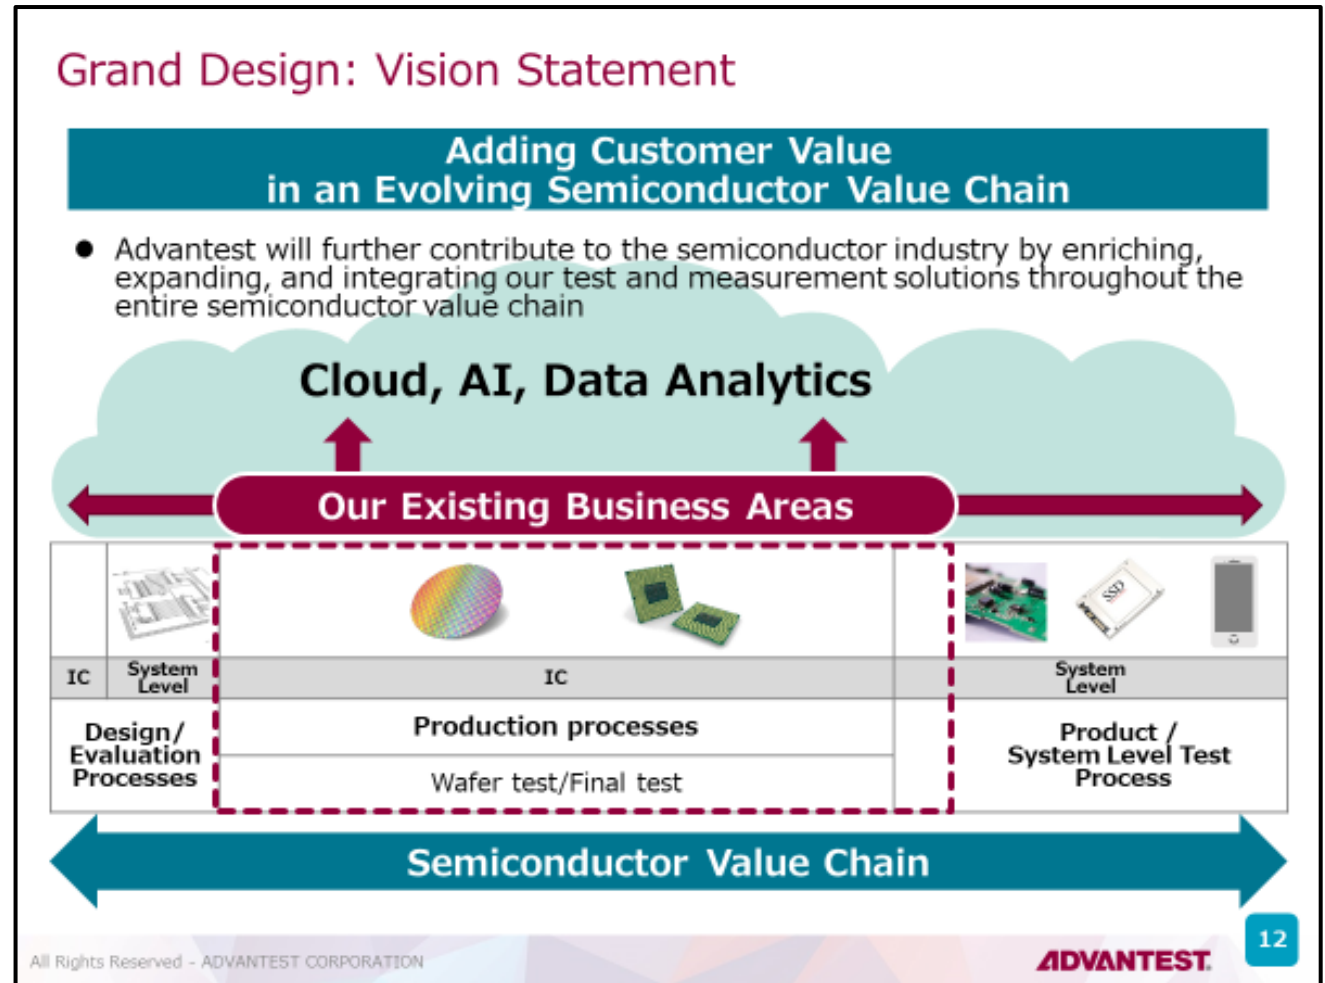 Grand Design: Vision Statement
Adding Customer Value
in an Evolving Semiconductor Value Chain
● Advantest will further contribute to the semiconductor industry by enriching,
expanding, and integrating our test and measurement solutions throughout the
entire semiconductor value chain
Cloud, AI, Data Analytics
Our Existing Business Areas
SSD
IC
System
Level
IC
System
Level
Design/
Evaluation
Processes
Production processes
Wafer test/Final test
Product /
System Level Test
Process
Semiconductor Value Chain
All Rights Reserved - ADVANTEST CORPORATION
ADVANTEST.
12